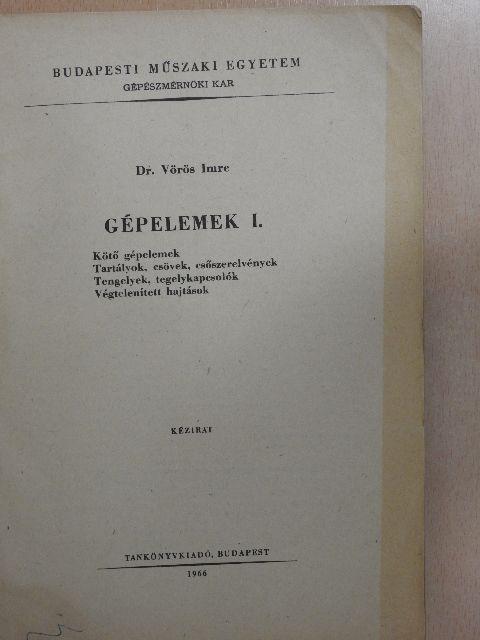 BUDAPESTI MŰSZAKI EGYETEM
GÉPÉSZMÉRNÖKI KAR
Dr. Vörös Imre
GÉPELEMEK I.
Kötő gépelemek
Tartályok, csövek, csőszerelvények
Tengelyek, tegelykapcsolók
Végtelenített hajtások
KÉZIRAT
TANKÖNYVKIADÓ, BUDAPEST
1966